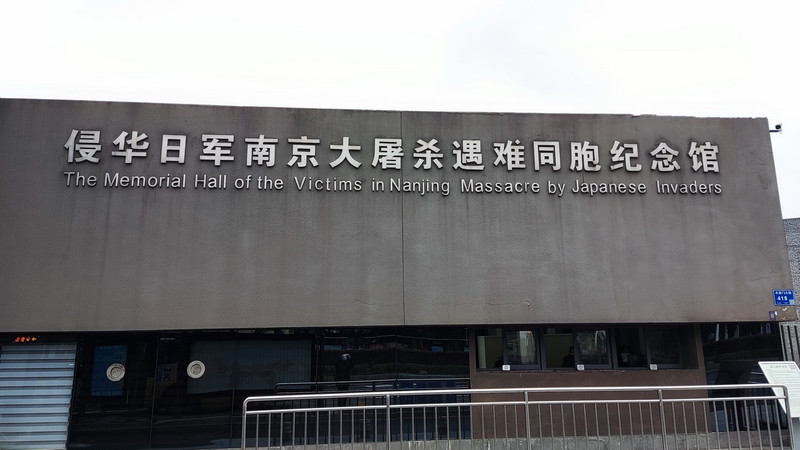 侵华日军南京大屠杀遇难同胞纪念馆
The Memorial Hall of the Victims in Nanjing Massacre by Japanese Invaders
418